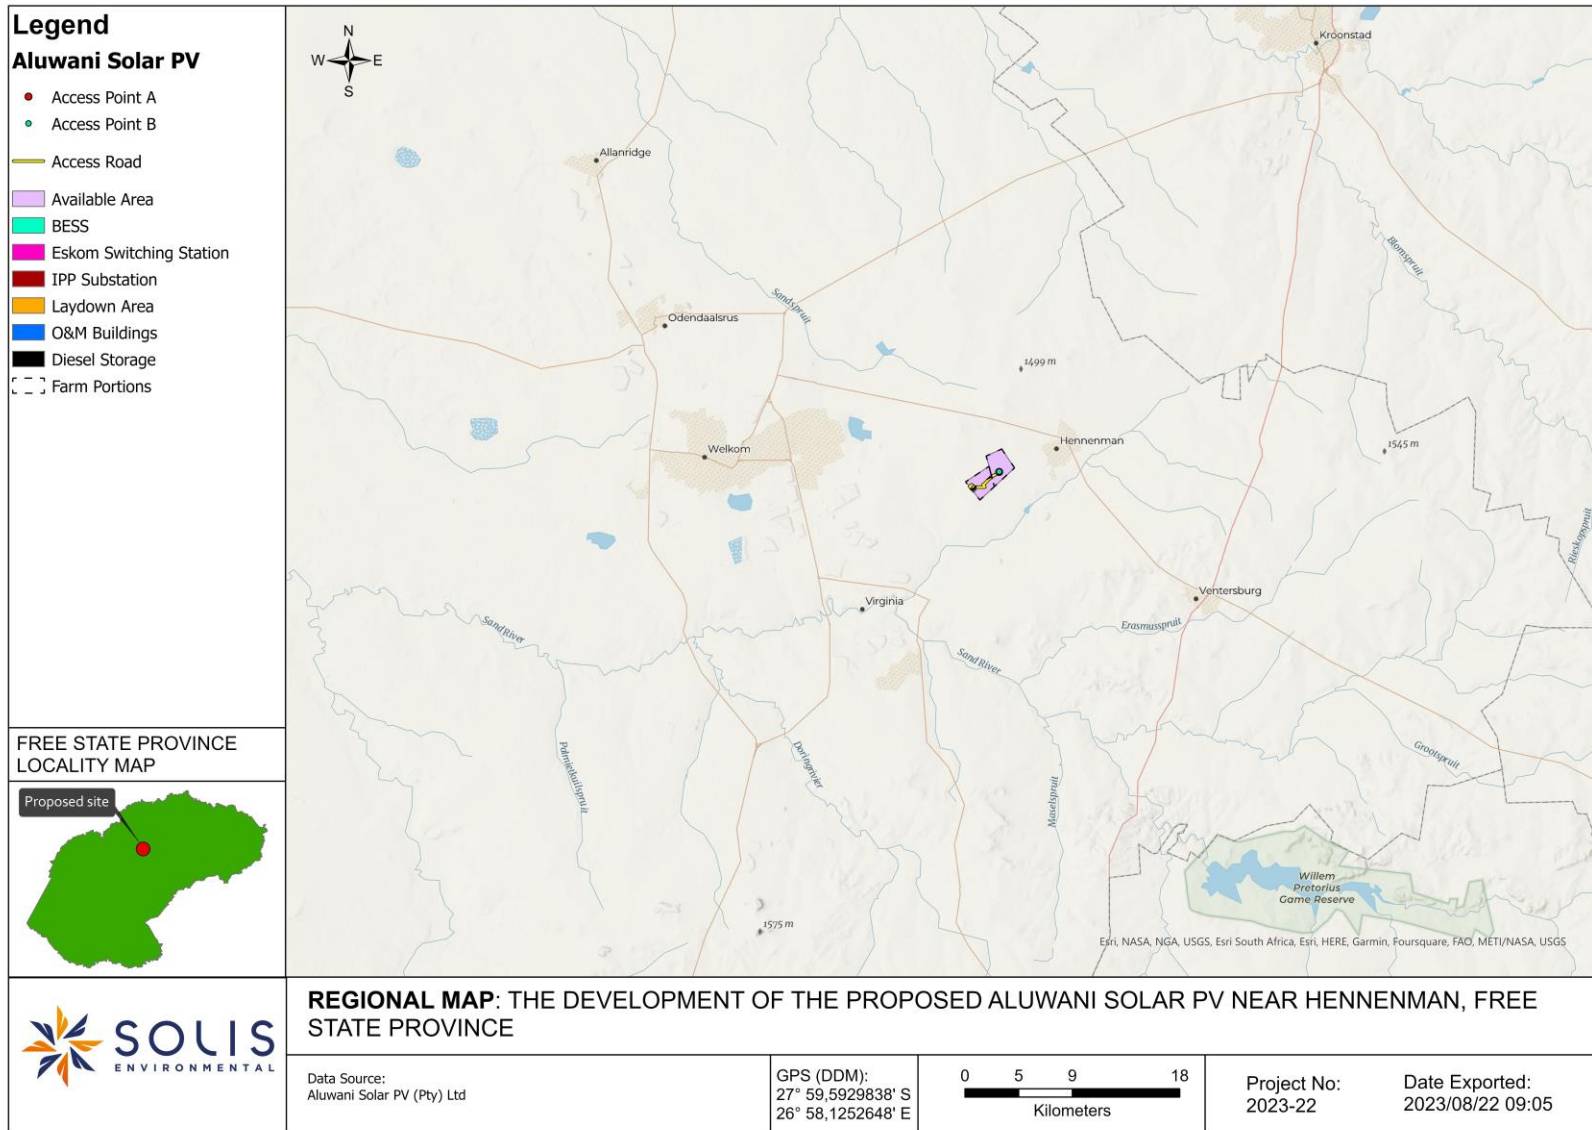 Legend
Aluwani Solar PV
Access Point A
Access Point B
Access Road
Available Area
BESS
Eskom Switching Station
IPP Substation
Laydown Area
O&M Buildings
Diesel Storage
Farm Portions
FREE STATE PROVINCE
LOCALITY MAP
Proposed site
N
W E
S
Kroonstad
Allanridge
Blomspruit
Sandspruit
Odendaalsrus
1499 m
Hennenman
1545 m
Welkom
Rietkopspruit
Virginia
Ventersburg
Sand River
Erasmusspruit
Sand River
Palmietkuilspruit
Doringrivier
Maselspruit
Grootspruit
Willem
Pretorius
Game Reserve
1575 m
Esri, NASA, NGA, USGS, Esri South Africa, Esri, HERE, Garmin, Foursquare, FAO, METI/NASA, USGS
SOLIS
ENVIRONMENTAL
REGIONAL MAP: THE DEVELOPMENT OF THE PROPOSED ALUWANI SOLAR PV NEAR HENNENMAN, FREE
STATE PROVINCE
Data Source:
Aluwani Solar PV (Pty) Ltd
GPS (DDM):
27° 59,5929838' S
26° 58,1252648' E
0 5 9 18
Kilometers
Project No:
2023-22
Date Exported:
2023/08/22 09:05